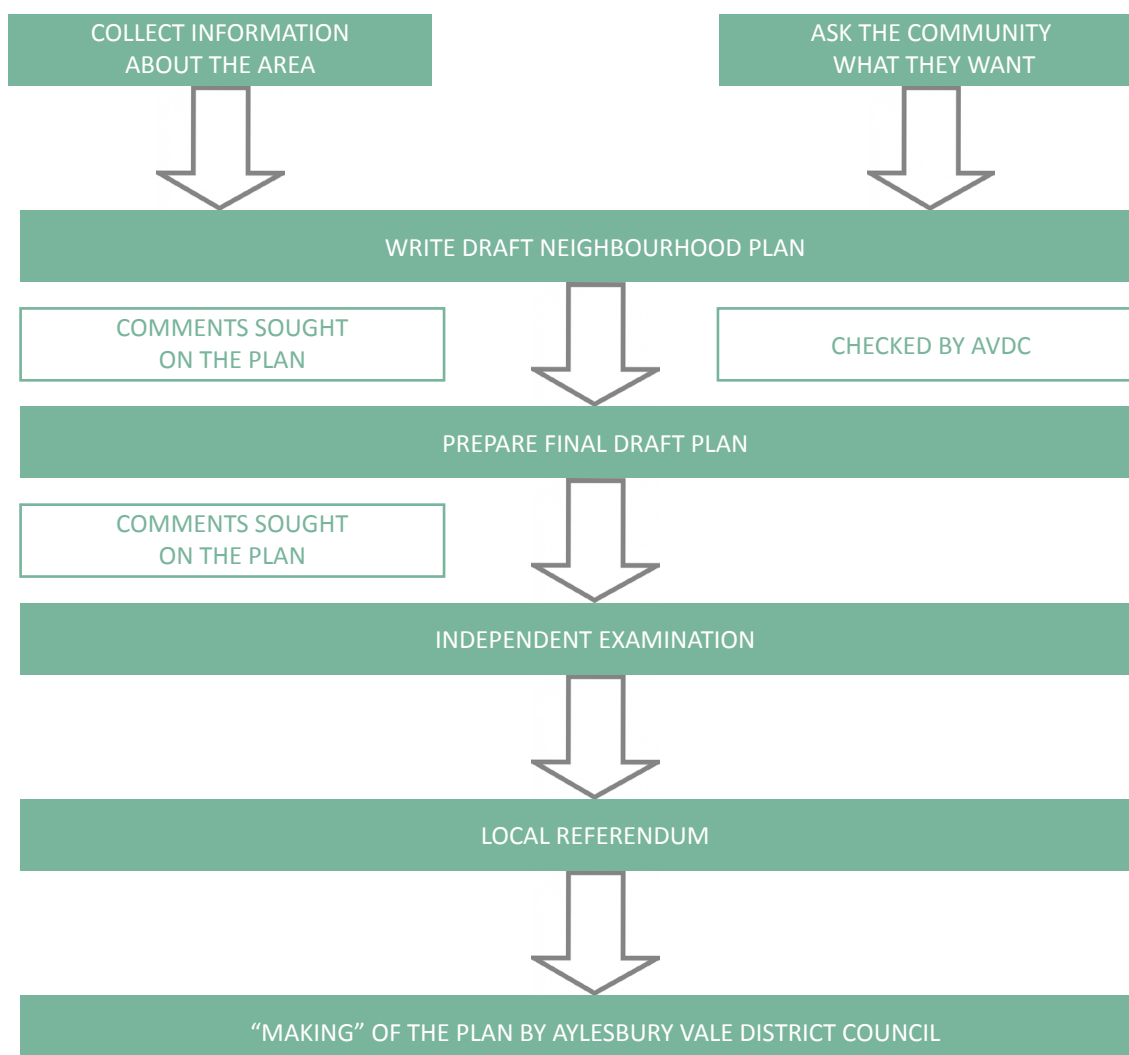 COLLECT INFORMATION
ABOUT THE AREA
ASK THE COMMUNITY
WHAT THEY WANT
WRITE DRAFT NEIGHBOURHOOD PLAN
COMMENTS SOUGHT
ON THE PLAN
CHECKED BY AVDC
PREPARE FINAL DRAFT PLAN
COMMENTS SOUGHT
ON THE PLAN
INDEPENDENT EXAMINATION
LOCAL REFERENDUM
“MAKING” OF THE PLAN BY AYLESBURY VALE DISTRICT COUNCIL